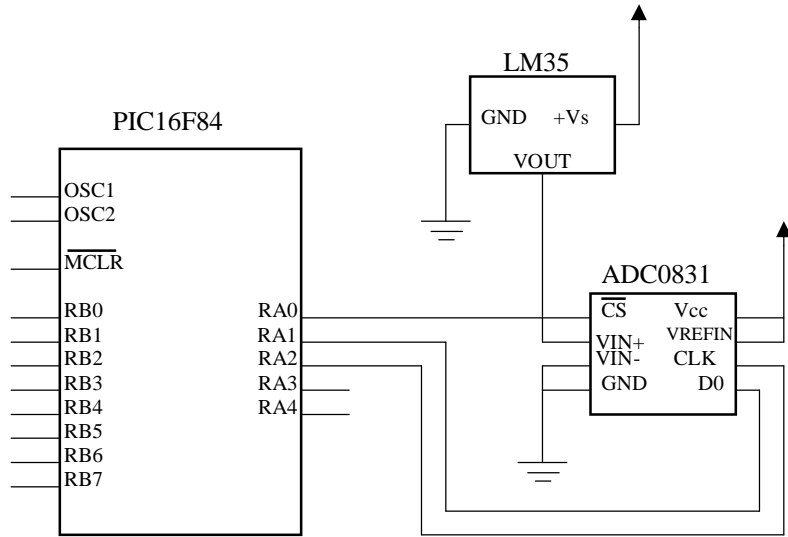 LM35
GND +Vs
VOUT
PIC16F84
OSC1
OSC2
MCLR
RB0
RB1
RB2
RB3
RB4
RB5
RB6
RB7
RA0
RA1
RA2
RA3
RA4
ADC0831
CS Vcc
VIN+ VREFIN
VIN- CLK
GND D0